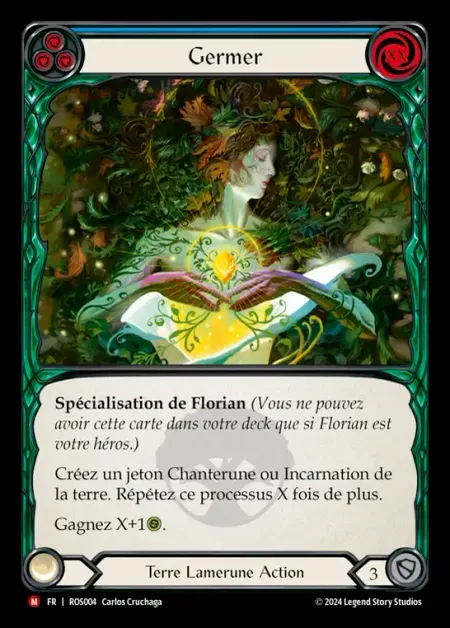 Germer
XX
Spécialisation de Florian (Vous ne pouvez
avoir cette carte dans votre deck que si Florian est
votre héros.)
Créez un jeton Chanterune ou Incarnation de
la terre. Répétez ce processus X fois de plus.
Gagnez X+1.
Terre Lamerune Action
3
M FR | ROS004 Carlos Cruchaga
© 2024 Legend Story Studios